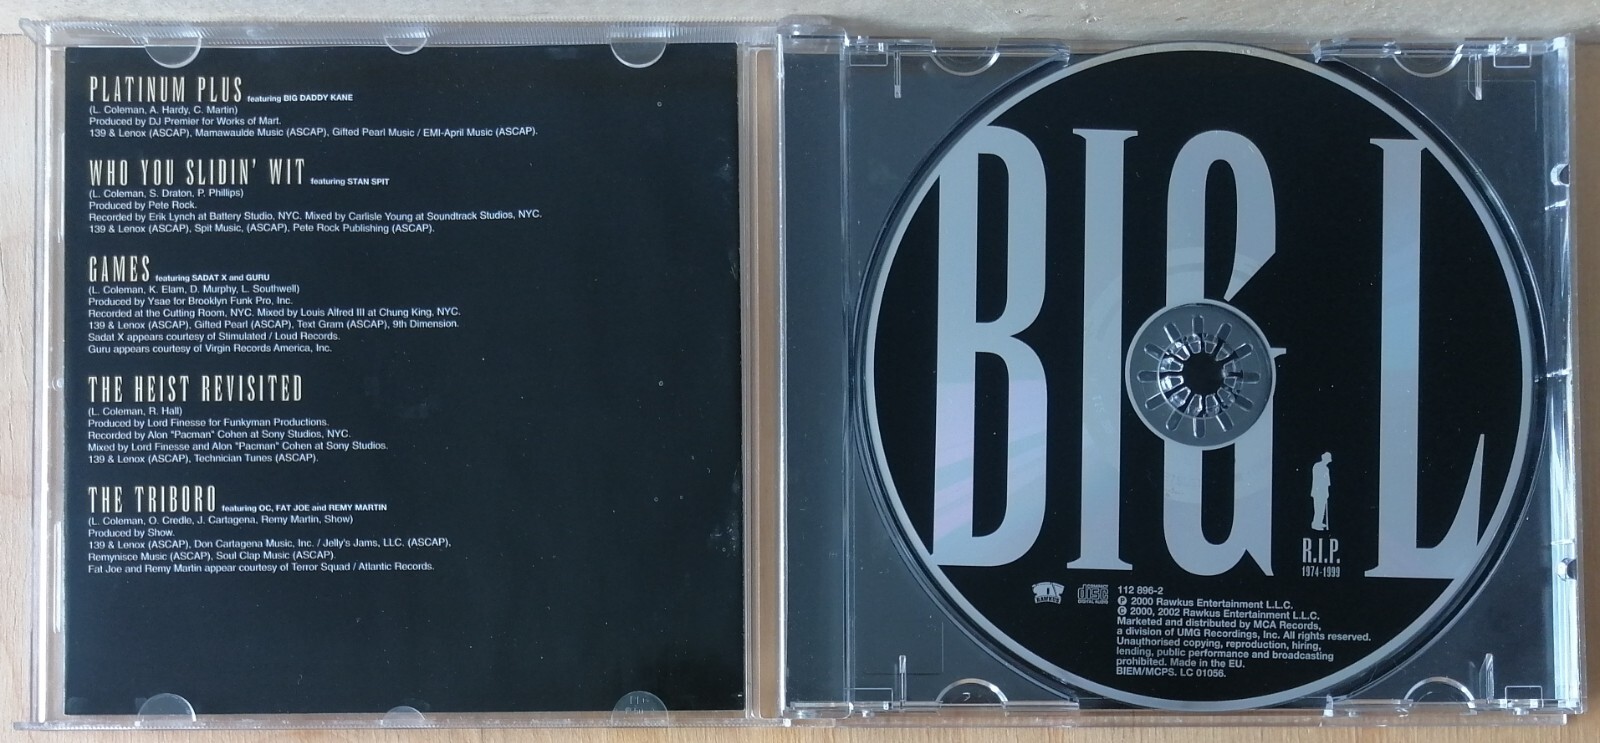 PLATINUM PLUS featuring BIG DADDY KANE
(L. Coleman, A. Hardy, C. Martin)
Produced by DJ Premier for Works of Mart.
139 & Lenox (ASCAP), Mamawaulde Music (ASCAP), Gifted Pearl Music / EMI-April Music (ASCAP).
WHO YOU SLIDIN' WIT featuring STAN SPIT
(L. Coleman, S. Draton, P. Phillips)
Produced by Pete Rock.
Recorded by Erik Lynch at Battery Studio, NYC. Mixed by Carlisle Young at Soundtrack Studios, NYC.
139 & Lenox (ASCAP), Spit Music, (ASCAP), Pete Rock Publishing (ASCAP).
GAMES featuring SADAT X and GURU
(L. Coleman, K. Elam, D. Murphy, L. Southwell)
Produced by Ysae for Brooklyn Funk Pro, Inc.
Recorded at the Cutting Room, NYC. Mixed by Louis Alfred III at Chung King, NYC.
139 & Lenox (ASCAP), Gifted Pearl (ASCAP), Text Gram (ASCAP), 9th Dimension.
Sadat X appears courtesy of Stimulated / Loud Records.
Guru appears courtesy of Virgin Records America, Inc.
THE HEIST REVISITED
(L. Coleman, R. Hall)
Produced by Lord Finesse for Funkyman Productions.
Recorded by Alon "Pacman" Cohen at Sony Studios, NYC.
Mixed by Lord Finesse and Alon "Pacman" Cohen at Sony Studios.
139 & Lenox (ASCAP), Technician Tunes (ASCAP).
THE TRIBORO featuring OC, FAT JOE and REMY MARTIN
(L. Coleman, O. Credle, J. Cartagena, Remy Martin, Show)
Produced by Show.
139 & Lenox (ASCAP), Don Cartagena Music, Inc. / Jelly's Jams, LLC. (ASCAP),
Remynisce Music (ASCAP), Soul Clap Music (ASCAP)
Fat Joe and Remy Martin appear courtesy of Terror Squad / Atlantic Records.
BIG L
R.I.P.
1974-1999
RAWKUS
COMPACT
disc
DIGITAL AUDIO
112 896-2
℗ 2000 Rawkus Entertainment L.L.C.
© 2000, 2002 Rawkus Entertainment L.L.C.
Marketed and distributed by MCA Records,
a division of UMG Recordings, Inc. All rights reserved.
Unauthorised copying, reproduction, hiring,
lending, public performance and broadcasting
prohibited. Made in the EU.
BIEM/MCPS. LC 01056.